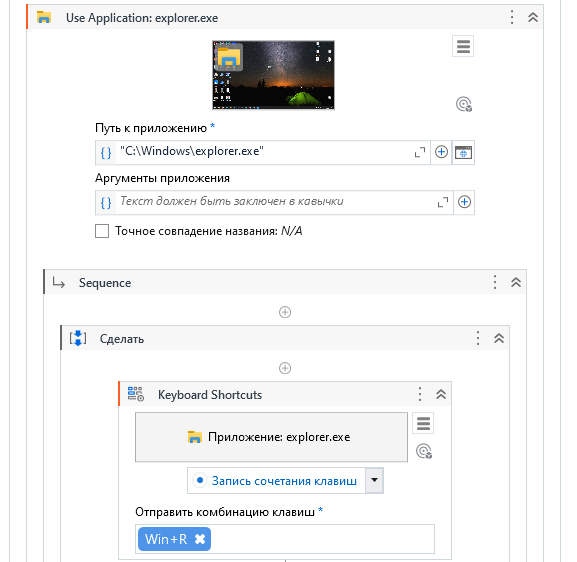 Use Application: explorer.exe
Путь к приложению *
"C:\Windows\explorer.exe"
Аргументы приложения
Текст должен быть заключен в кавычки
Точное совпадение названия: N/A
Sequence
Сделать
Keyboard Shortcuts
Приложение: explorer.exe
Запись сочетания клавиш
Отправить комбинацию клавиш *
Win+R